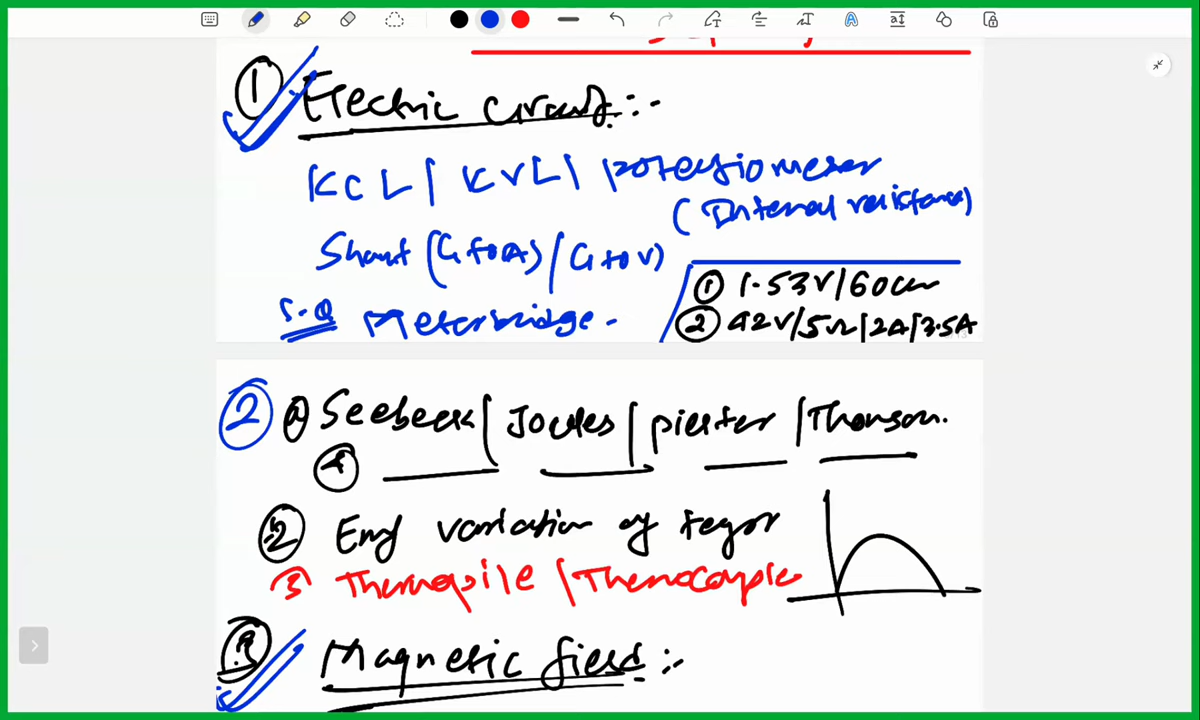 ① Electric circuit :-
KCL / KVL / potentiometer
(Internal resistance)
Shunt (G to A) / G to V)
S.Q Meterbridge.
① 1.53V/60cm
② 42V/5Ω/2A/3.5A
② Seebeck / Joules / pielter / Thomson.
② Emf variation of temp
③ Thermopile / Thermocouple
③ Magnetic field :-